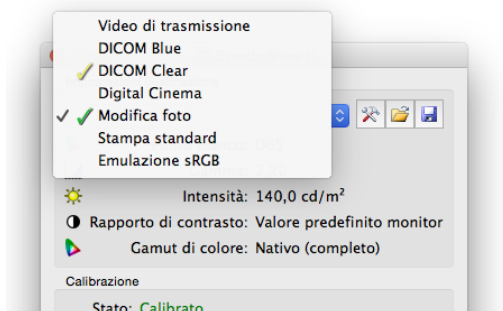 Video di trasmissione
DICOM Blue
DICOM Clear
Digital Cinema
Modifica foto
Stampa standard
Emulazione sRGB
Intensità: 140,0 cd/m²
Rapporto di contrasto: Valore predefinito monitor
Gamut di colore: Nativo (completo)
Calibrazione
Stato: Calibrato